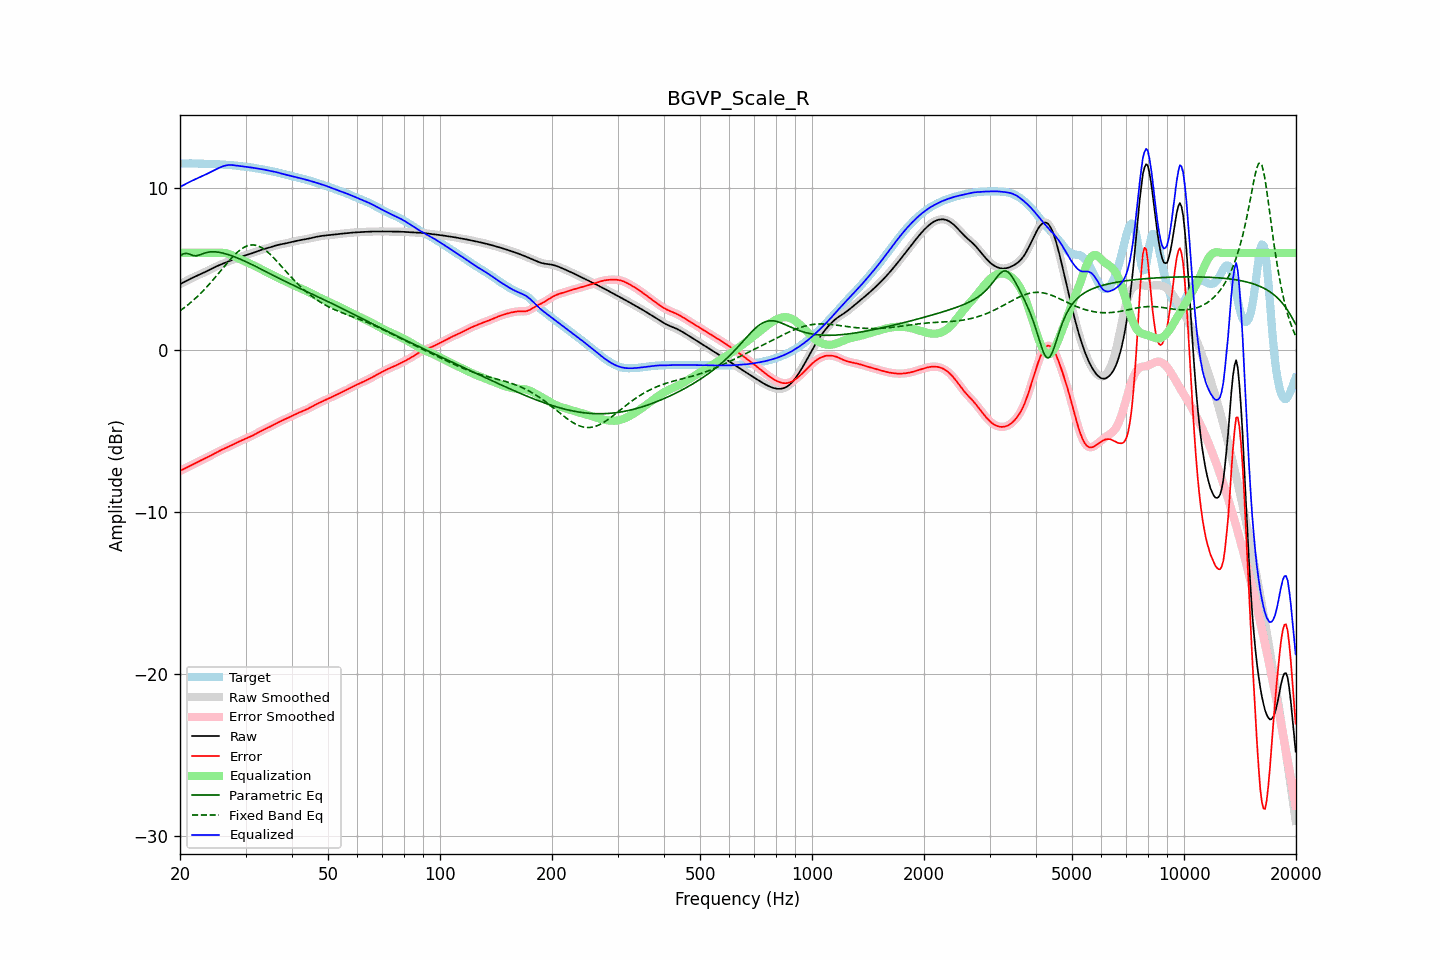 BGVP_Scale_R
Amplitude (dBr)
10
0
−10
−20
−30
Target
Raw Smoothed
Error Smoothed
Raw
Error
Equalization
Parametric Eq
Fixed Band Eq
Equalized
20 50 100 200 500 1000 2000 5000 10000 20000
Frequency (Hz)